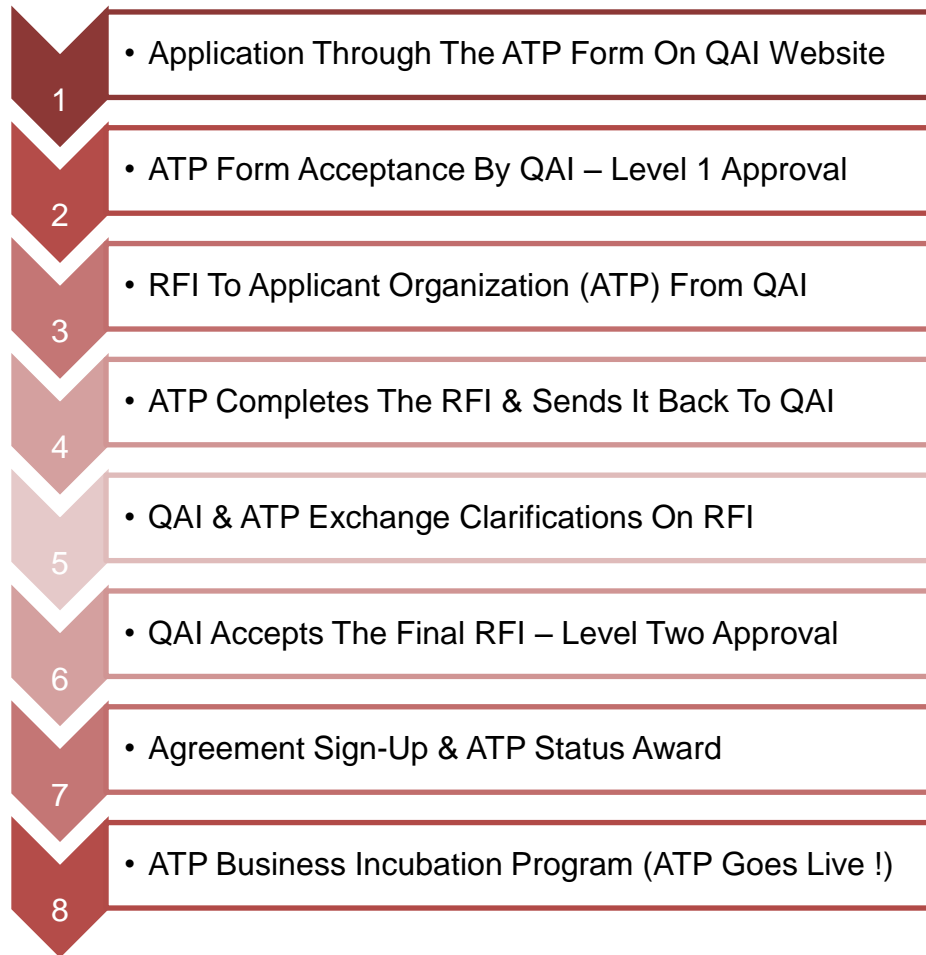 1
• Application Through The ATP Form On QAI Website
2
• ATP Form Acceptance By QAI – Level 1 Approval
3
• RFI To Applicant Organization (ATP) From QAI
4
• ATP Completes The RFI & Sends It Back To QAI
5
• QAI & ATP Exchange Clarifications On RFI
6
• QAI Accepts The Final RFI – Level Two Approval
7
• Agreement Sign-Up & ATP Status Award
8
• ATP Business Incubation Program (ATP Goes Live !)